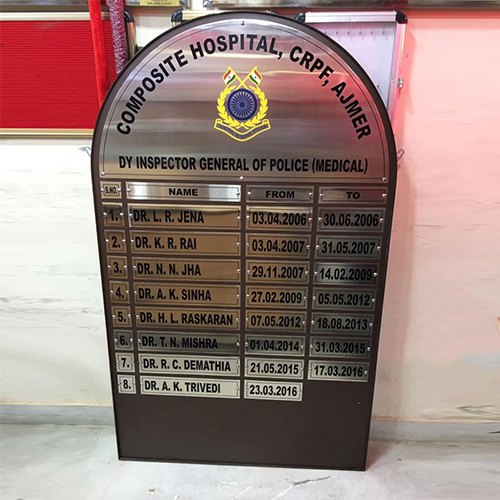 COMPOSITE HOSPITAL, CRPF, AJMER
DY INSPECTOR GENERAL OF POLICE (MEDICAL)
S.NO. NAME FROM TO
1. DR. L. R. JENA 03.04.2006 30.06.2006
2. DR. K. R. RAI 03.04.2007 31.05.2007
3. DR. N. N. JHA 29.11.2007 14.02.2009
4. DR. A. K. SINHA 27.02.2009 05.05.2012
5. DR. H. L. RASKARAN 07.05.2012 18.08.2013
6. DR. T. N. MISHRA 01.04.2014 31.03.2015
7. DR. R. C. DEMATHIA 21.05.2015 17.03.2016
8. DR. A. K. TRIVEDI 23.03.2016